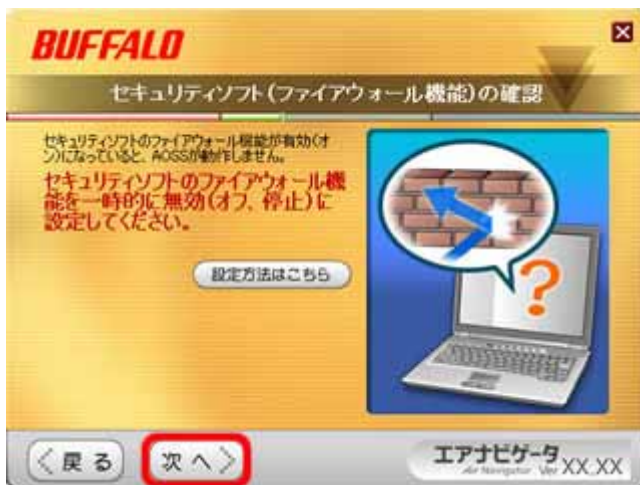 BUFFALO
セキュリティソフト(ファイアウォール機能)の確認
セキュリティソフトのファイアウォール機能が有効(オ
ン)になっていると、AOSSが動作しません。
セキュリティソフトのファイアウォール機
能を一時的に無効(オフ、停止)に
設定してください。
設定方法はこちら
?
戻る
次へ
エアナビゲータ
Air Navigator Ver XX.XX